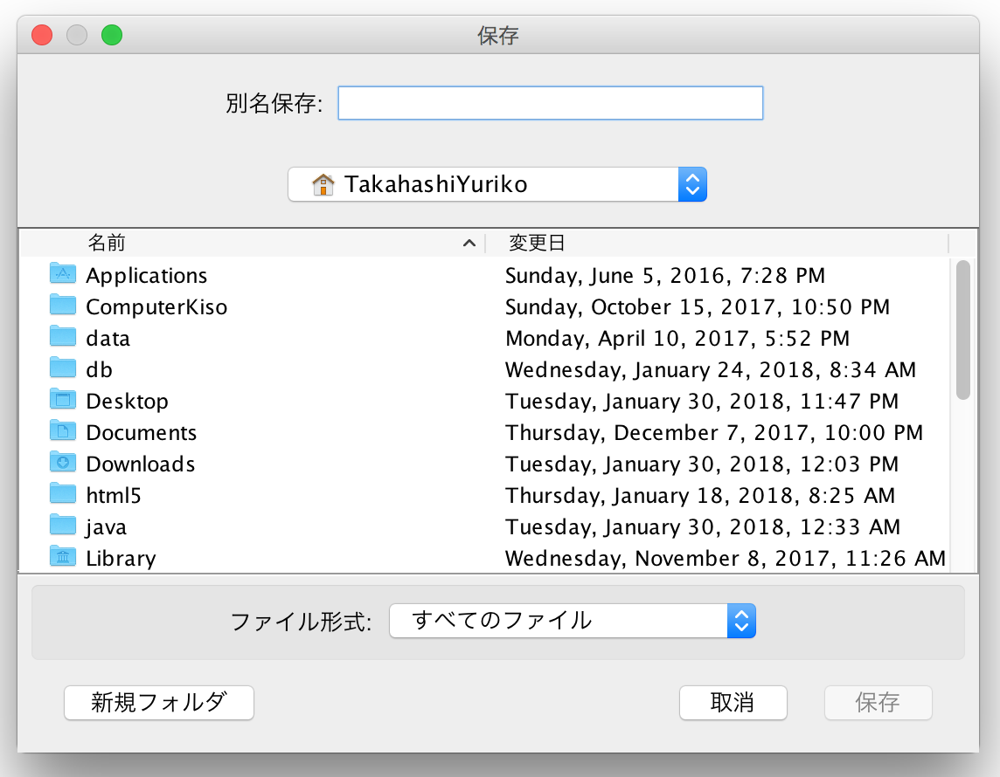 保存
別名保存:
TakahashiYuriko
名前 変更日
Applications Sunday, June 5, 2016, 7:28 PM
ComputerKiso Sunday, October 15, 2017, 10:50 PM
data Monday, April 10, 2017, 5:52 PM
db Wednesday, January 24, 2018, 8:34 AM
Desktop Tuesday, January 30, 2018, 11:47 PM
Documents Thursday, December 7, 2017, 10:00 PM
Downloads Tuesday, January 30, 2018, 12:03 PM
html5 Thursday, January 18, 2018, 8:25 AM
java Tuesday, January 30, 2018, 12:33 AM
Library Wednesday, November 8, 2017, 11:26 AM
ファイル形式: すべてのファイル
新規フォルダ 取消 保存